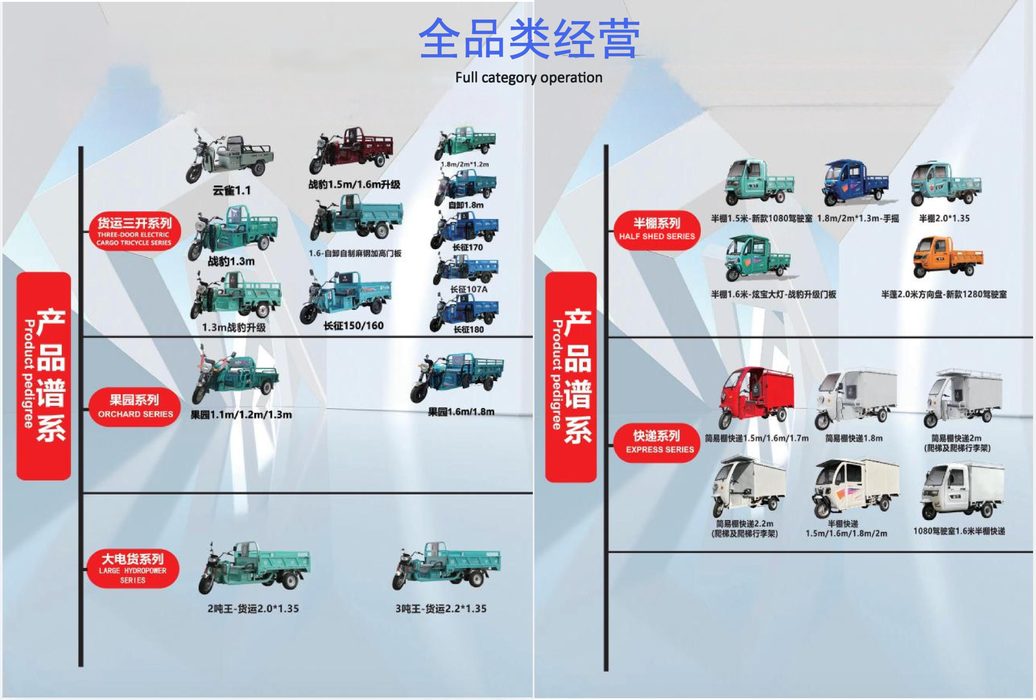 全品类经营
Full category operation
产品谱系
Product pedigree
货运三开系列
THREE-DOOR ELECTRIC
CARGO TRICYCLE SERIES
云雀1.1
战豹1.5m/1.6m升级
1.8m/2m*1.2m
自卸1.8m
战豹1.3m
1.6-自卸自制麻钢加高门板
长征170
长征107A
1.3m战豹升级
长征150/160
长征180
果园系列
ORCHARD SERIES
果园1.1m/1.2m/1.3m
果园1.6m/1.8m
大电货系列
LARGE HYDROPOWER
SERIES
2吨王-货运2.0*1.35
3吨王-货运2.2*1.35
产品谱系
Product pedigree
半棚系列
HALF SHED SERIES
半棚1.5米-新款1080驾驶室
1.8m/2m*1.3m-手摇
半棚2.0*1.35
半棚1.6米-炫宝大灯-战豹升级门板
半蓬2.0米方向盘-新款1280驾驶室
快递系列
EXPRESS SERIES
简易棚快递1.5m/1.6m/1.7m
简易棚快递1.8m
简易棚快递2m
(爬梯及爬梯行李架)
简易棚快递2.2m
(爬梯及爬梯行李架)
半棚快递
1.5m/1.6m/1.8m/2m
1080驾驶室1.6米半棚快递